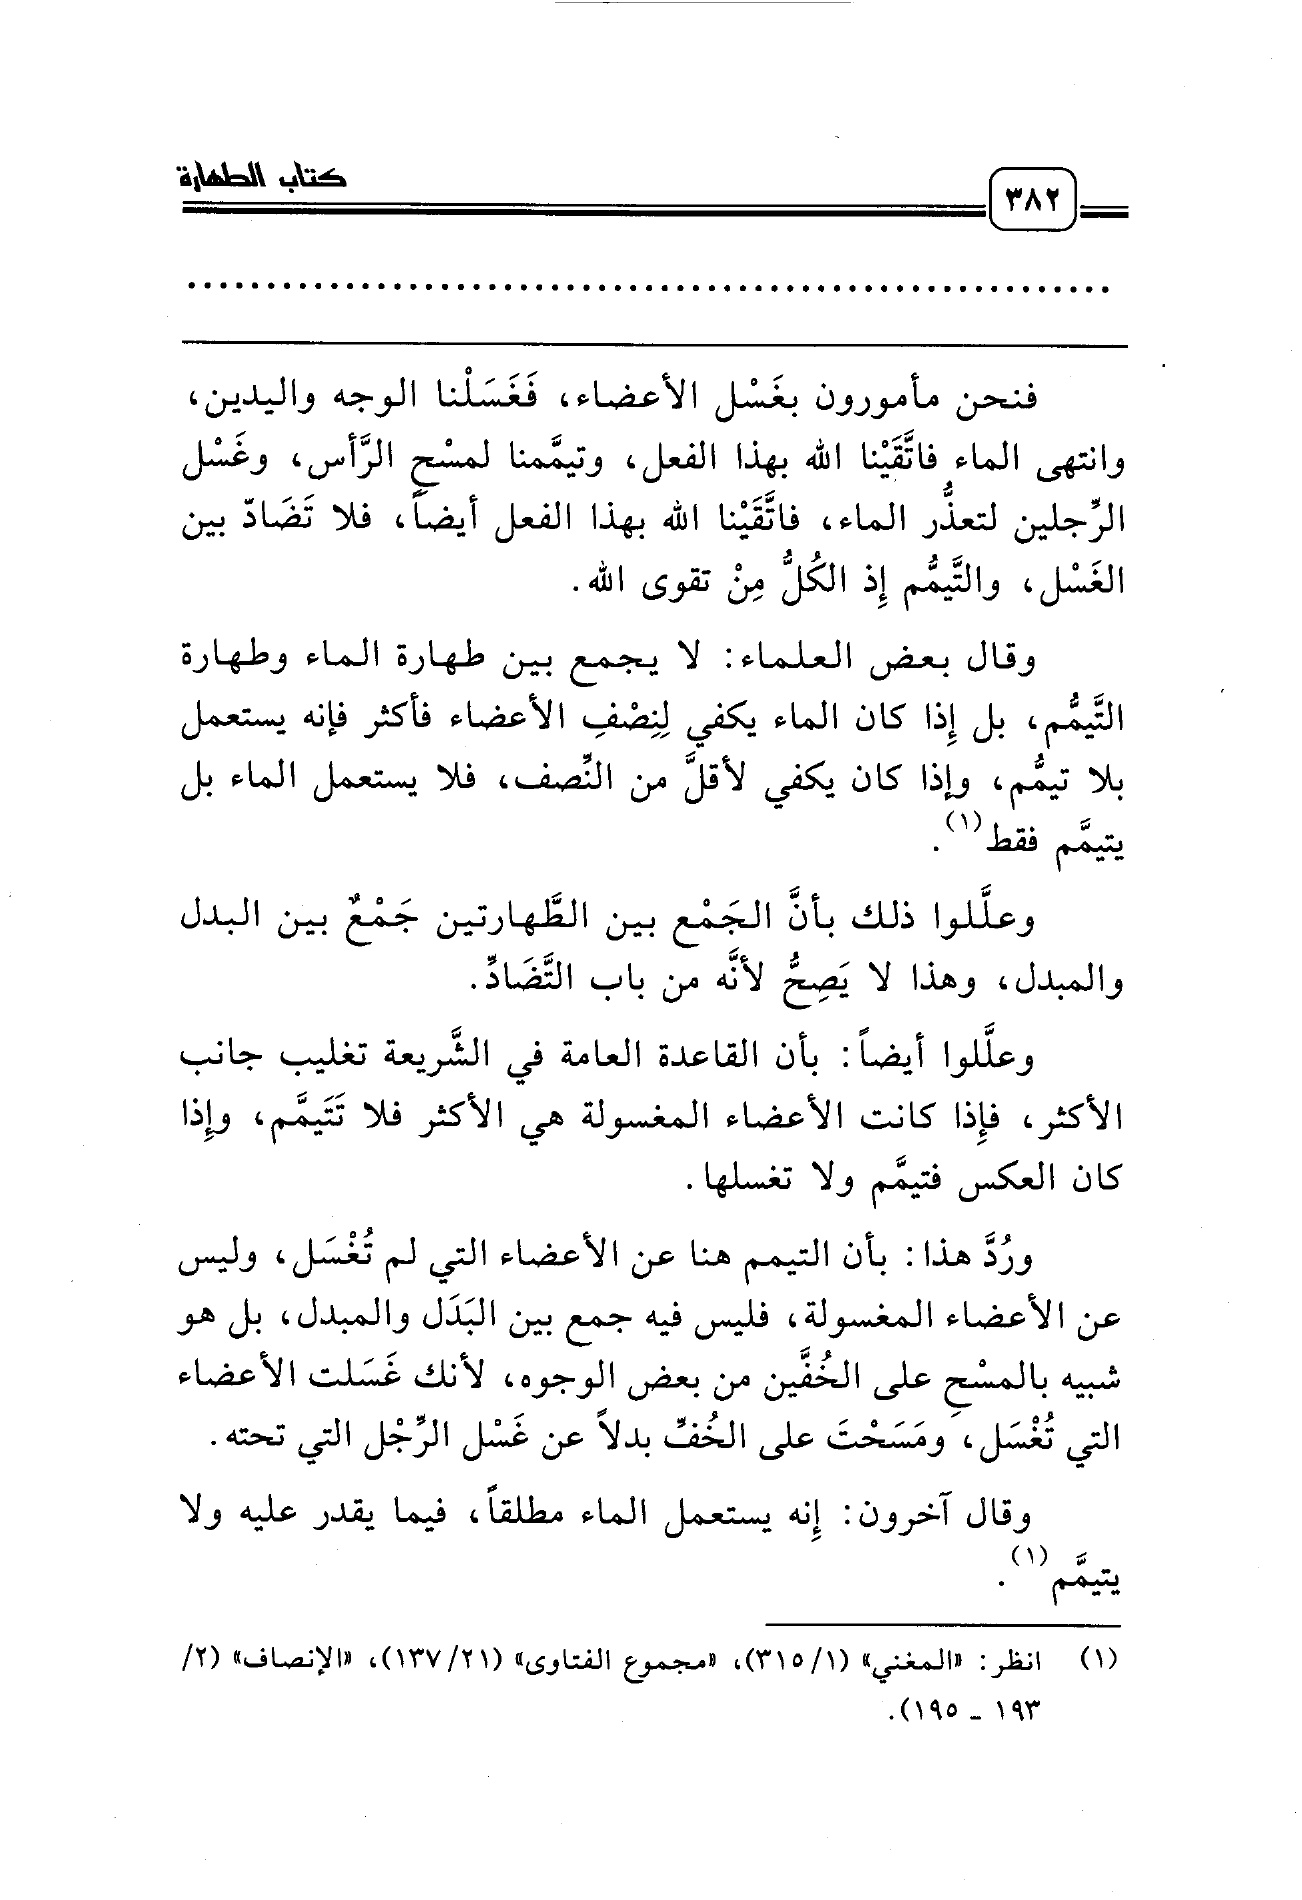 كتاب الطهارة
٣٨٢
فنحن مأمورون بغَسْل الأعضاء، فَغَسَلْنا الوجه واليدين،
وانتهى الماء فاتَّقَيْنا الله بهذا الفعل، وتيمَّمنا لمسْحِ الرَّأس، وغَسْل
الرِّجلين لتعذُّر الماء، فاتَّقَيْنا الله بهذا الفعل أيضاً، فلا تَضَادّ بين
الغَسْل، والتَّيمُّم إِذ الكُلُّ مِنْ تقوى الله.
وقال بعض العلماء: لا يجمع بين طهارة الماء وطهارة
التَّيمُّم، بل إِذا كان الماء يكفي لِنِصْفِ الأعضاء فأكثر فإنه يستعمل
بلا تيمُّم، وإذا كان يكفي لأقلَّ من النِّصف، فلا يستعمل الماء بل
يتيمَّم فقط(١).
وعلَّلوا ذلك بأنَّ الجَمْع بين الطَّهارتين جَمْعٌ بين البدل
والمبدل، وهذا لا يَصِحُّ لأنَّه من باب التَّضَادِّ.
وعلَّلوا أيضاً: بأن القاعدة العامة في الشَّريعة تغليب جانب
الأكثر، فإِذا كانت الأعضاء المغسولة هي الأكثر فلا تَتَيمَّم، وإِذا
كان العكس فتيمَّم ولا تغسلها.
ورُدَّ هذا: بأن التيمم هنا عن الأعضاء التي لم تُغْسَل، وليس
عن الأعضاء المغسولة، فليس فيه جمع بين البَدَل والمبدل، بل هو
شبيه بالمسْحِ على الخُفَّين من بعض الوجوه، لأنك غَسَلت الأعضاء
التي تُغْسَل، ومَسَحْتَ على الخُفِّ بدلاً عن غَسْل الرِّجْل التي تحته.
وقال آخرون: إِنه يستعمل الماء مطلقاً، فيما يقدر عليه ولا
يتيمَّم(١).
(١) انظر: «المغني» (٣١٥/١)، «مجموع الفتاوى» (١٣٧/٢١)، «الإنصاف» (٢/
١٩٣ ـ ١٩٥).